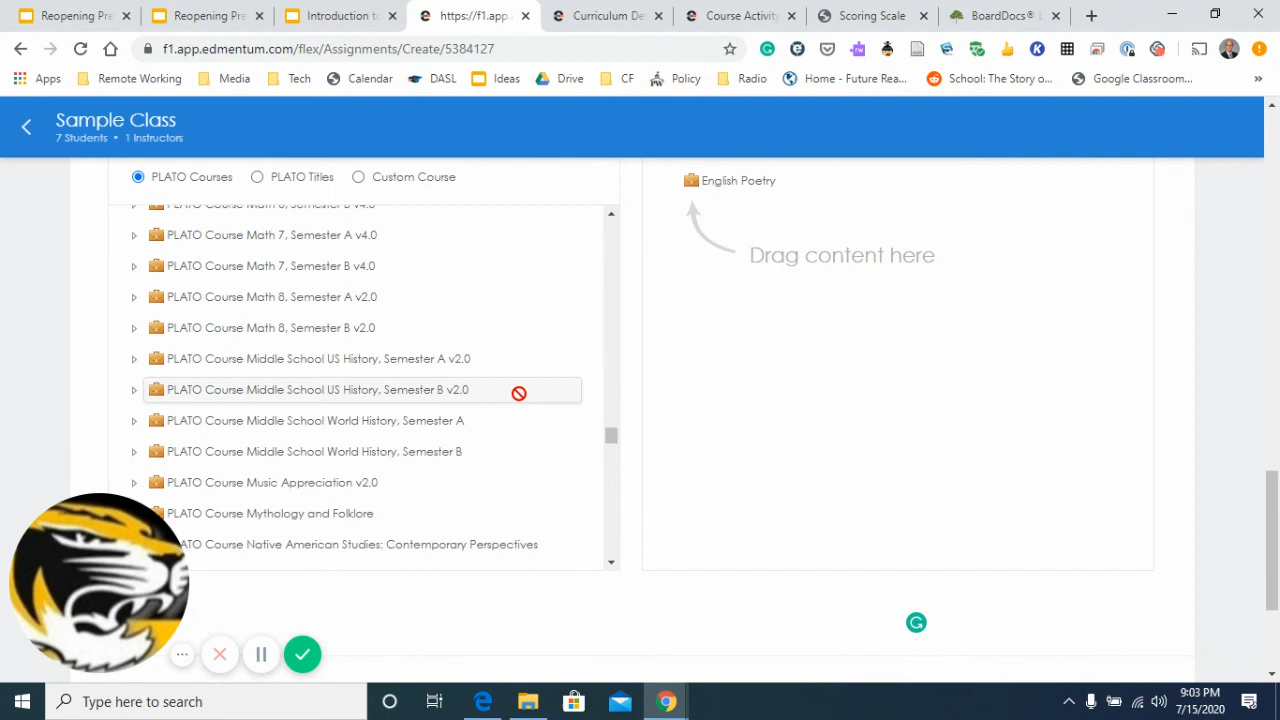 Reopening Pre
Reopening Pre
Introduction to
https://f1.app.e
Curriculum De
Course Activity
Scoring Scale
BoardDocs® L
f1.app.edmentum.com/flex/Assignments/Create/5384127
Apps Remote Working Media Tech Calendar DASL Ideas Drive CF Policy Radio Home - Future Rea... School: The Story o... Google Classroom... »
Sample Class
7 Students • 1 Instructors
PLATO Courses PLATO Titles Custom Course
PLATO Course Math 7, Semester A v4.0
PLATO Course Math 7, Semester B v4.0
PLATO Course Math 8, Semester A v2.0
PLATO Course Math 8, Semester B v2.0
PLATO Course Middle School US History, Semester A v2.0
PLATO Course Middle School US History, Semester B v2.0
PLATO Course Middle School World History, Semester A
PLATO Course Middle School World History, Semester B
PLATO Course Music Appreciation v2.0
PLATO Course Mythology and Folklore
PLATO Course Native American Studies: Contemporary Perspectives
English Poetry
Drag content here
Type here to search
9:03 PM
7/15/2020